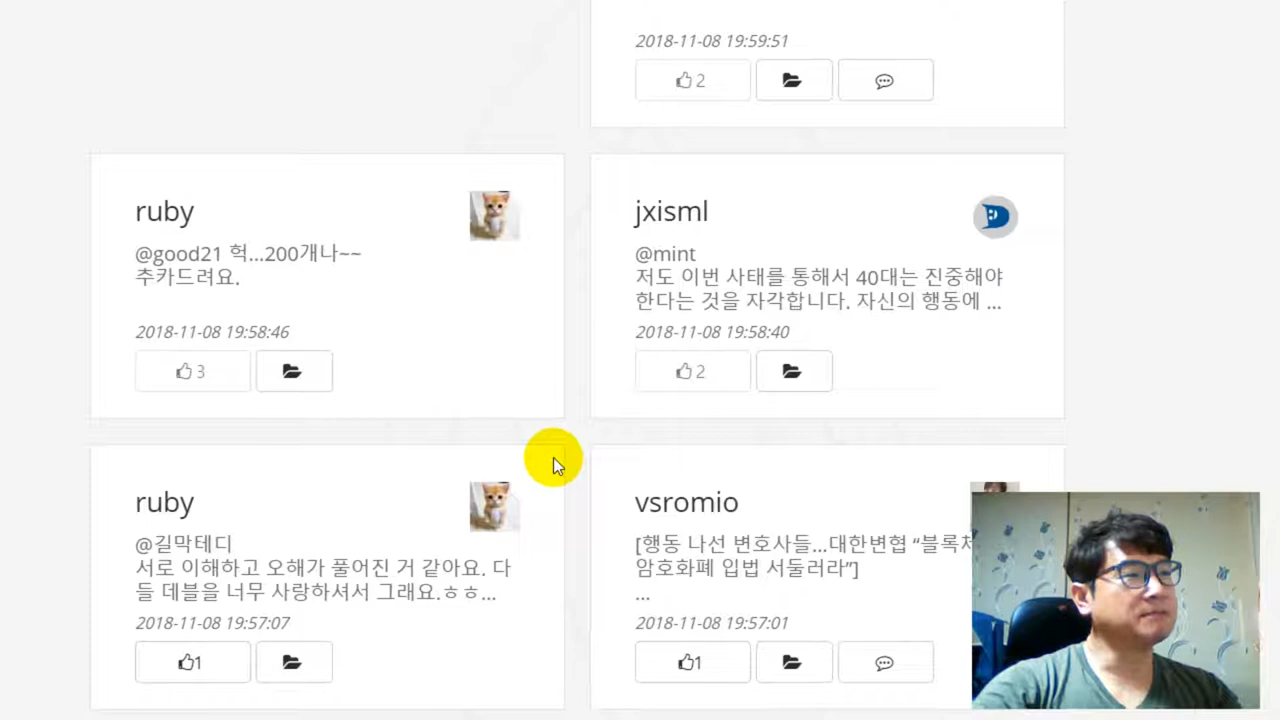 2018-11-08 19:59:51
2
ruby
@good21 헉...200개나~~
추카드려요.
2018-11-08 19:58:46
3
jxisml
@mint
저도 이번 사태를 통해서 40대는 진중해야
한다는 것을 자각합니다. 자신의 행동에 ...
2018-11-08 19:58:40
2
ruby
@길막테디
서로 이해하고 오해가 풀어진 거 같아요. 다
들 데블을 너무 사랑하셔서 그래요.ㅎㅎ...
2018-11-08 19:57:07
1
vsromio
[행동 나선 변호사들...대한변협 “블록
암호화폐 입법 서둘러라”]
...
2018-11-08 19:57:01
1